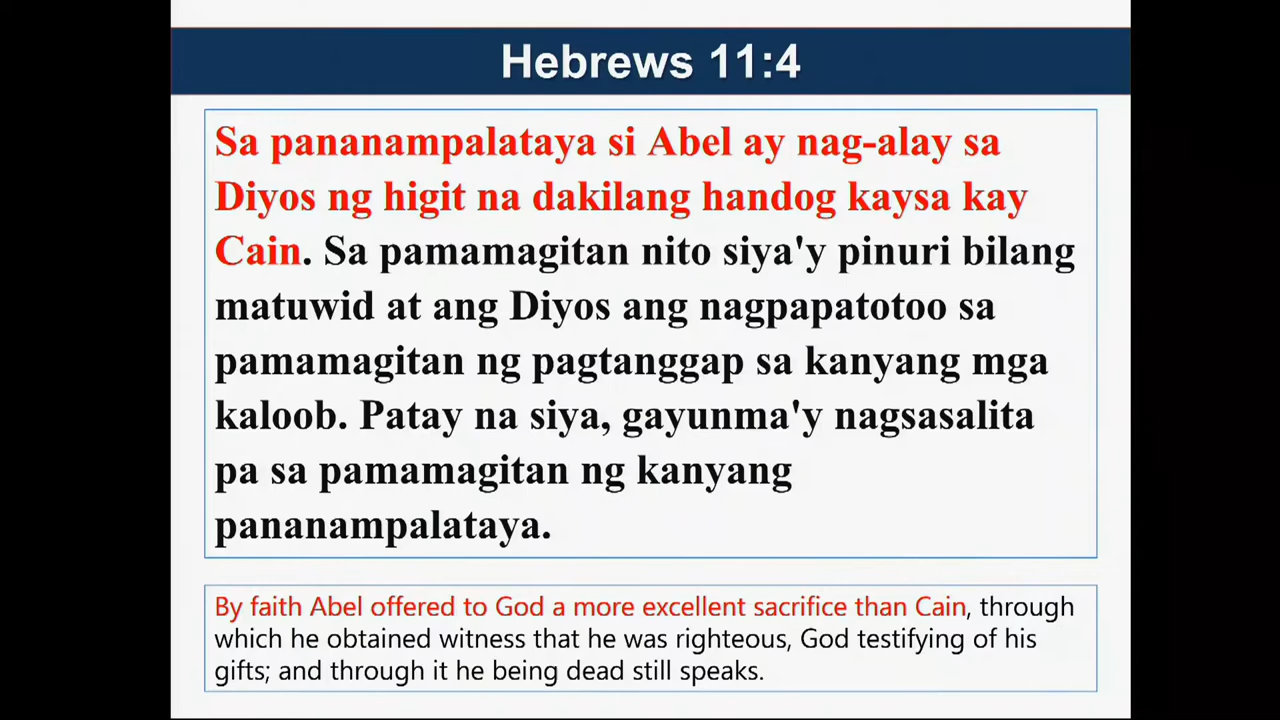 Hebrews 11:4
Sa pananampalataya si Abel ay nag-alay sa
Diyos ng higit na dakilang handog kaysa kay
Cain. Sa pamamagitan nito siya'y pinuri bilang
matuwid at ang Diyos ang nagpapatotoo sa
pamamagitan ng pagtanggap sa kanyang mga
kaloob. Patay na siya, gayunma'y nagsasalita
pa sa pamamagitan ng kanyang
pananampalataya.
By faith Abel offered to God a more excellent sacrifice than Cain, through
which he obtained witness that he was righteous, God testifying of his
gifts; and through it he being dead still speaks.